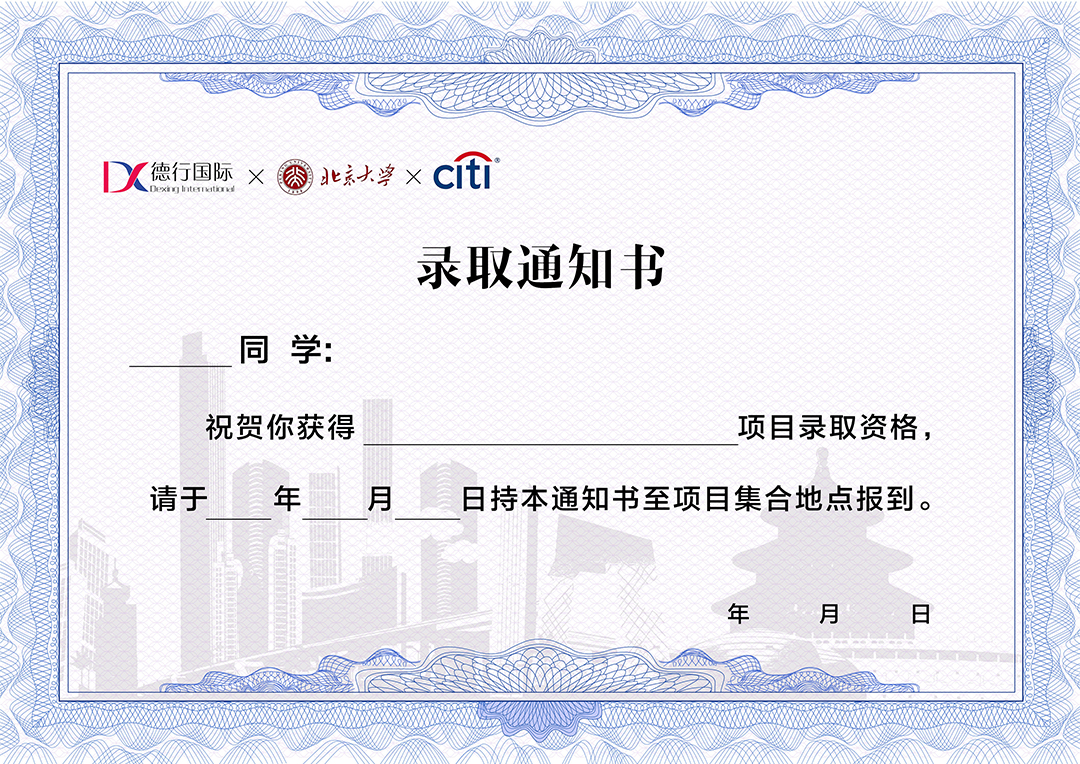 德行国际 Dexing International × 北京大学 × citi®
录取通知书
______同 学:
祝贺你获得______________________项目录取资格，
请于____年____月____日持本通知书至项目集合地点报到。
年 月 日